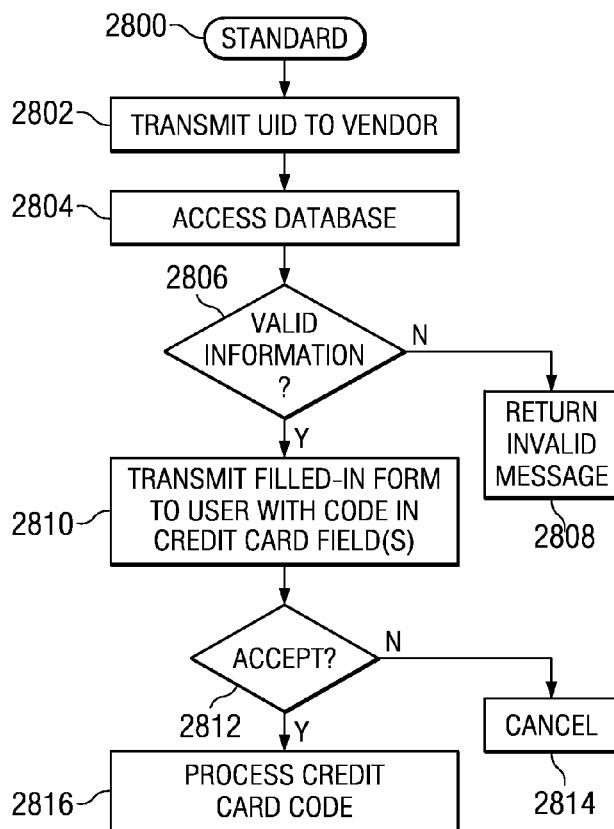 2800
STANDARD
2802
TRANSMIT UID TO VENDOR
2804
ACCESS DATABASE
2806
VALID
INFORMATION
?
N
Y
RETURN
INVALID
MESSAGE
2808
2810
TRANSMIT FILLED-IN FORM
TO USER WITH CODE IN
CREDIT CARD FIELD(S)
ACCEPT?
N
2812
Y
CANCEL
2814
2816
PROCESS CREDIT
CARD CODE